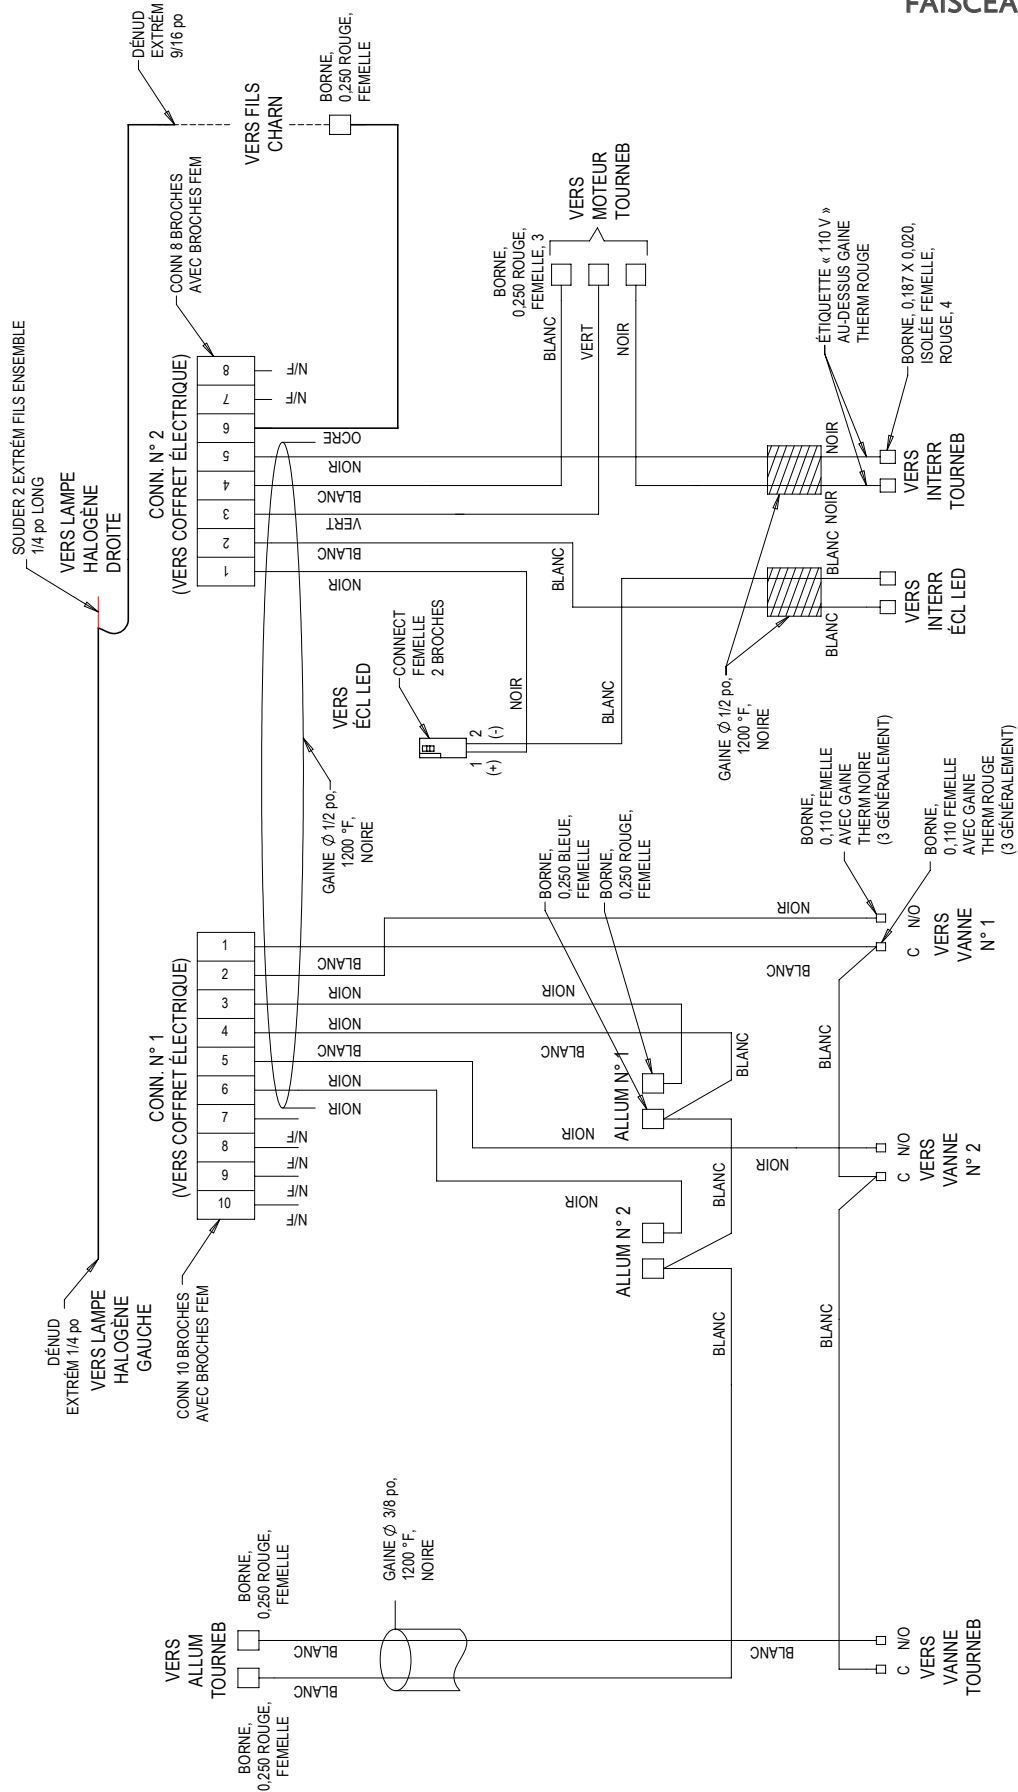 FAISCEA
DÉNUD
EXTRÉM
9/16 po
BORNE,
0,250 ROUGE,
FEMELLE
VERS FILS
CHARN
CONN 8 BROCHES
AVEC BROCHES FEM
SOUDER 2 EXTRÉM FILS ENSEMBLE
1/4 po LONG
VERS LAMPE
HALOGÈNE
DROITE
CONN. N° 2
(VERS COFFRET ÉLECTRIQUE)
8
7
6
5
4
3
2
1
N/F
N/F
OCRE
NOIR
BLANC
VERT
BLANC
NOIR
BORNE,
0,250 ROUGE,
FEMELLE, 3
VERS
MOTEUR
TOURNEB
BLANC
VERT
NOIR
ÉTIQUETTE « 110 V »
AU-DESSUS GAINE
THERM ROUGE
BORNE, 0,187 X 0,020,
ISOLÉE FEMELLE,
ROUGE, 4
NOIR
NOIR
VERS
INTERR
TOURNEB
BLANC
BLANC
BLANC
VERS
INTERR
ÉCL LED
VERS
ÉCL LED
CONNECT
FEMELLE
2 BROCHES
1
(+)
2
(-)
NOIR
BLANC
GAINE Ø 1/2 po,
1200 °F,
NOIRE
GAINE Ø 1/2 po,
1200 °F,
NOIRE
CONN. N° 1
(VERS COFFRET ÉLECTRIQUE)
1
2
3
4
5
6
7
8
9
10
BLANC
NOIR
NOIR
BLANC
NOIR
NOIR
N/F
N/F
N/F
N/F
CONN 10 BROCHES
AVEC BROCHES FEM
DÉNUD
EXTRÉM 1/4 po
VERS LAMPE
HALOGÈNE
GAUCHE
BORNE,
0,250 BLEUE,
FEMELLE
BORNE,
0,250 ROUGE,
FEMELLE
NOIR
BLANC
ALLUM N° 1
BLANC
NOIR
NOIR
ALLUM N° 2
BLANC
BLANC
BORNE,
0,110 FEMELLE
AVEC GAINE
THERM NOIRE
(3 GÉNÉRALEMENT)
BORNE,
0,110 FEMELLE
AVEC GAINE
THERM ROUGE
(3 GÉNÉRALEMENT)
NOIR
BLANC
C N/O
VERS
VANNE
N° 1
BLANC
NOIR
C N/O
VERS
VANNE
N° 2
BLANC
VERS
ALLUM
TOURNEB
BORNE,
0,250 ROUGE,
FEMELLE
BORNE,
0,250 ROUGE,
FEMELLE
BLANC
BLANC
GAINE Ø 3/8 po,
1200 °F,
NOIRE
BLANC
C N/O
VERS
VANNE
TOURNEB